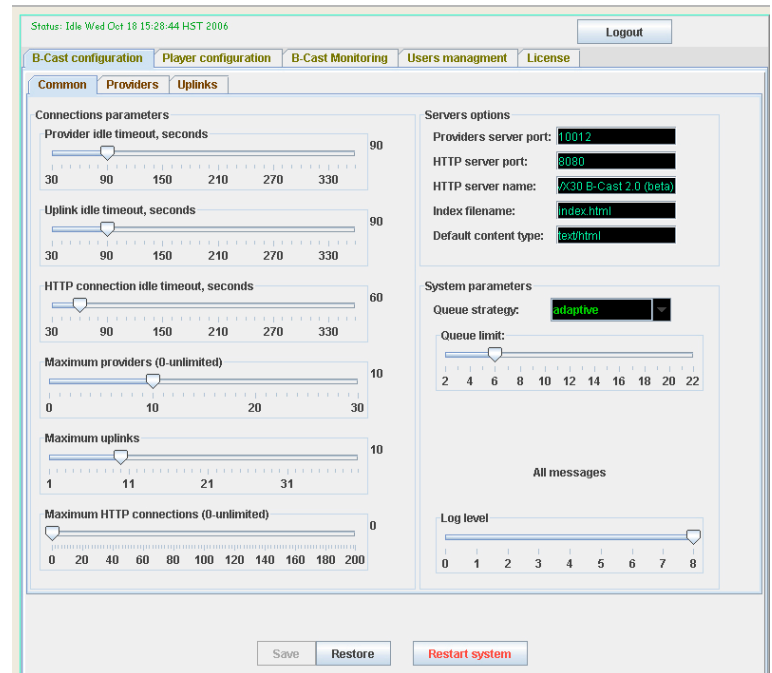 Status: Idle Wed Oct 18 15:28:44 HST 2006
Logout
B-Cast configuration Player configuration B-Cast Monitoring Users managment License
Common Providers Uplinks
Connections parameters
Provider idle timeout, seconds
90
30 90 150 210 270 330
Uplink idle timeout, seconds
90
30 90 150 210 270 330
HTTP connection idle timeout, seconds
60
30 90 150 210 270 330
Maximum providers (0-unlimited)
10
0 10 20 30
Maximum uplinks
10
1 11 21 31
Maximum HTTP connections (0-unlimited)
0
0 20 40 60 80 100 120 140 160 180 200
Servers options
Providers server port: 10012
HTTP server port: 8080
HTTP server name: VX30 B-Cast 2.0 (beta)
Index filename: index.html
Default content type: text/html
System parameters
Queue strategy: adaptive
Queue limit:
2 4 6 8 10 12 14 16 18 20 22
All messages
Log level
0 1 2 3 4 5 6 7 8
Save Restore Restart system